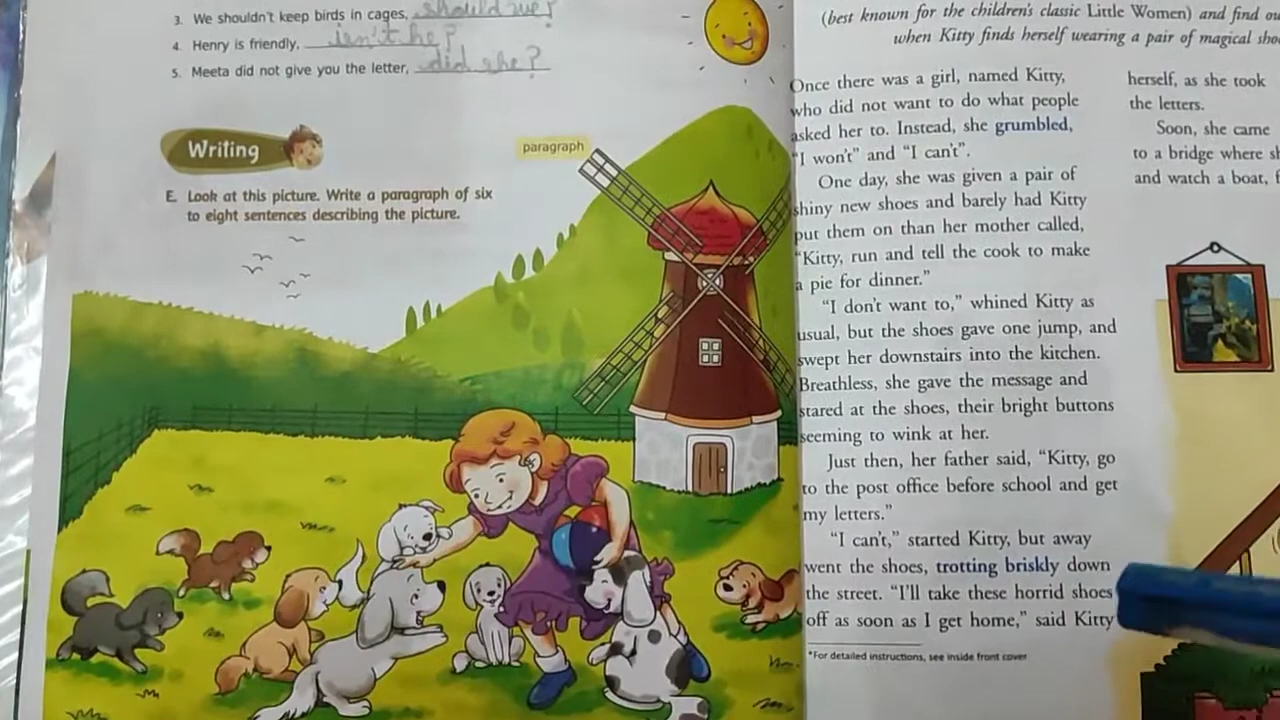 3. We shouldn't keep birds in cages, should we?
4. Henry is friendly, isn't he?
5. Meeta did not give you the letter, did she?
Writing
paragraph
E. Look at this picture. Write a paragraph of six
to eight sentences describing the picture.
(best known for the children's classic Little Women) and find
when Kitty finds herself wearing a pair of magical
Once there was a girl, named Kitty,
who did not want to do what people
asked her to. Instead, she grumbled,
"I won't" and "I can't".
One day, she was given a pair of
shiny new shoes and barely had Kitty
put them on than her mother called,
"Kitty, run and tell the cook to make
a pie for dinner."
"I don't want to," whined Kitty as
usual, but the shoes gave one jump, and
swept her downstairs into the kitchen.
Breathless, she gave the message and
stared at the shoes, their bright buttons
seeming to wink at her.
Just then, her father said, "Kitty, go
to the post office before school and get
my letters."
"I can't," started Kitty, but away
went the shoes, trotting briskly down
the street. "I'll take these horrid shoes
off as soon as I get home," said Kitty
*For detailed instructions, see inside front cover
herself, as she took
the letters.
Soon, she came
to a bridge where
and watch a boat,